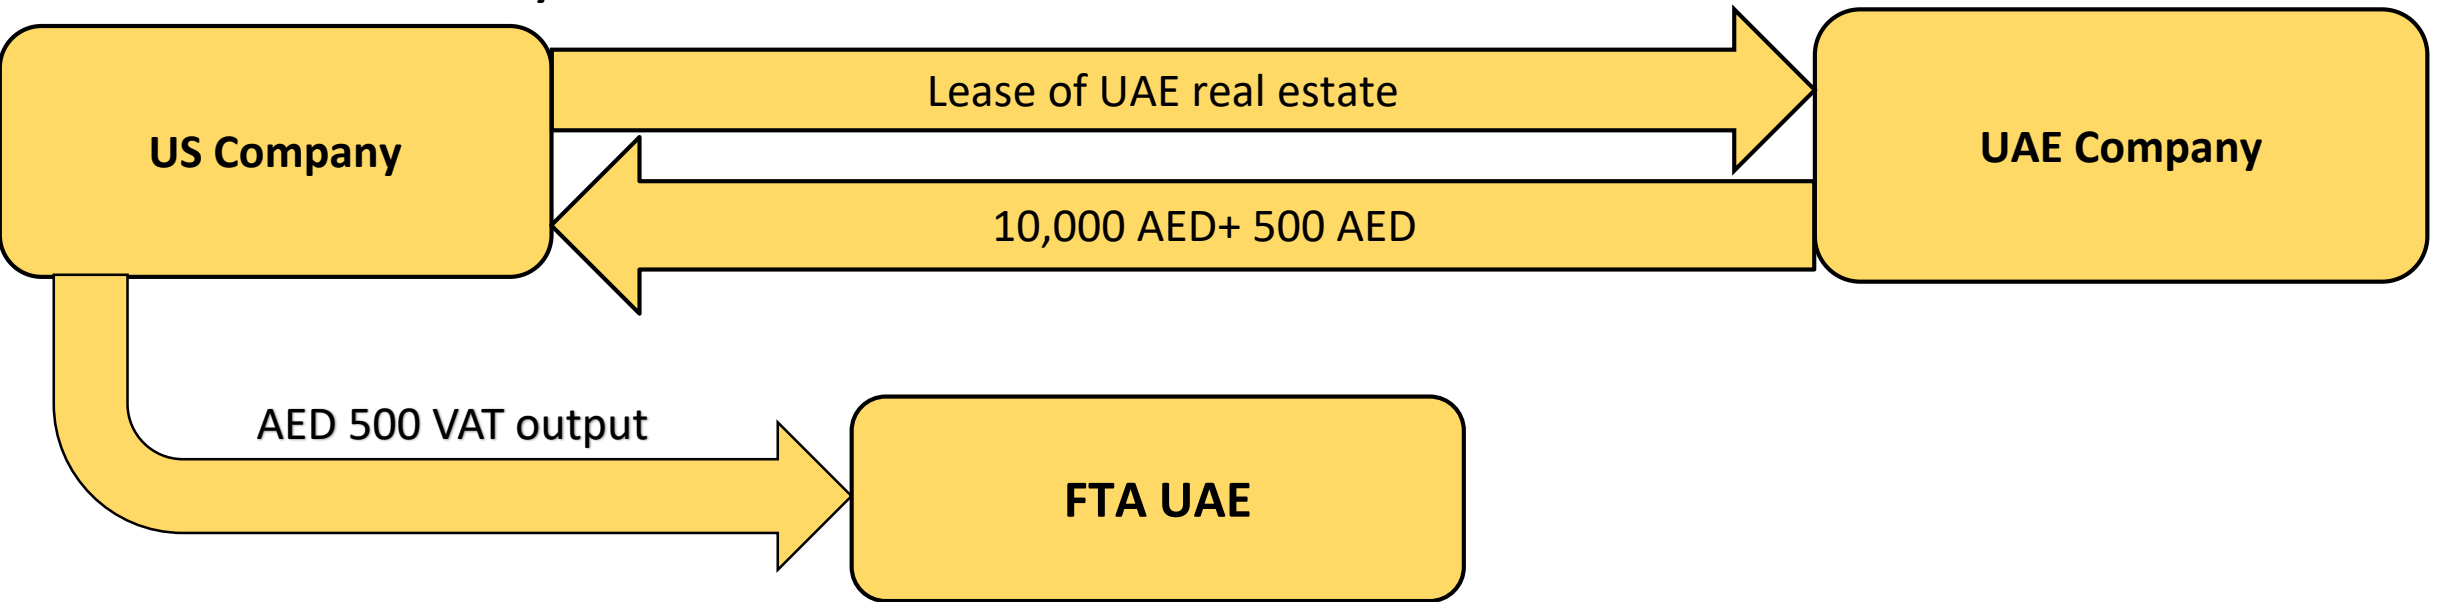 Lease of UAE real estate
US Company
UAE Company
10,000 AED+ 500 AED
AED 500 VAT output
FTA UAE